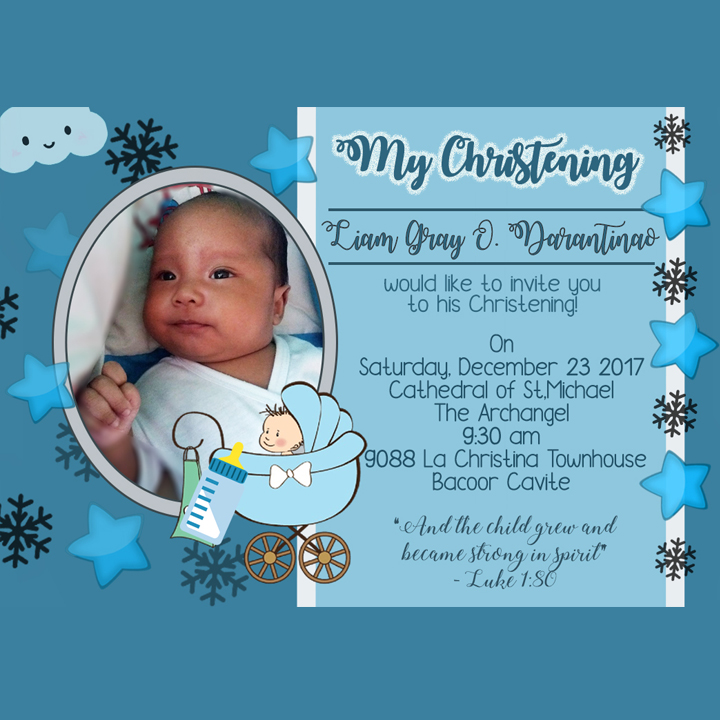 My Christening
Liam Gray O. Darantinao
would like to invite you
to his Christening!
On
Saturday, December 23 2017
Cathedral of St,Michael
The Archangel
9:30 am
9088 La Christina Townhouse
Bacoor Cavite
"And the child grew and
became strong in spirit"
- Luke 1:80